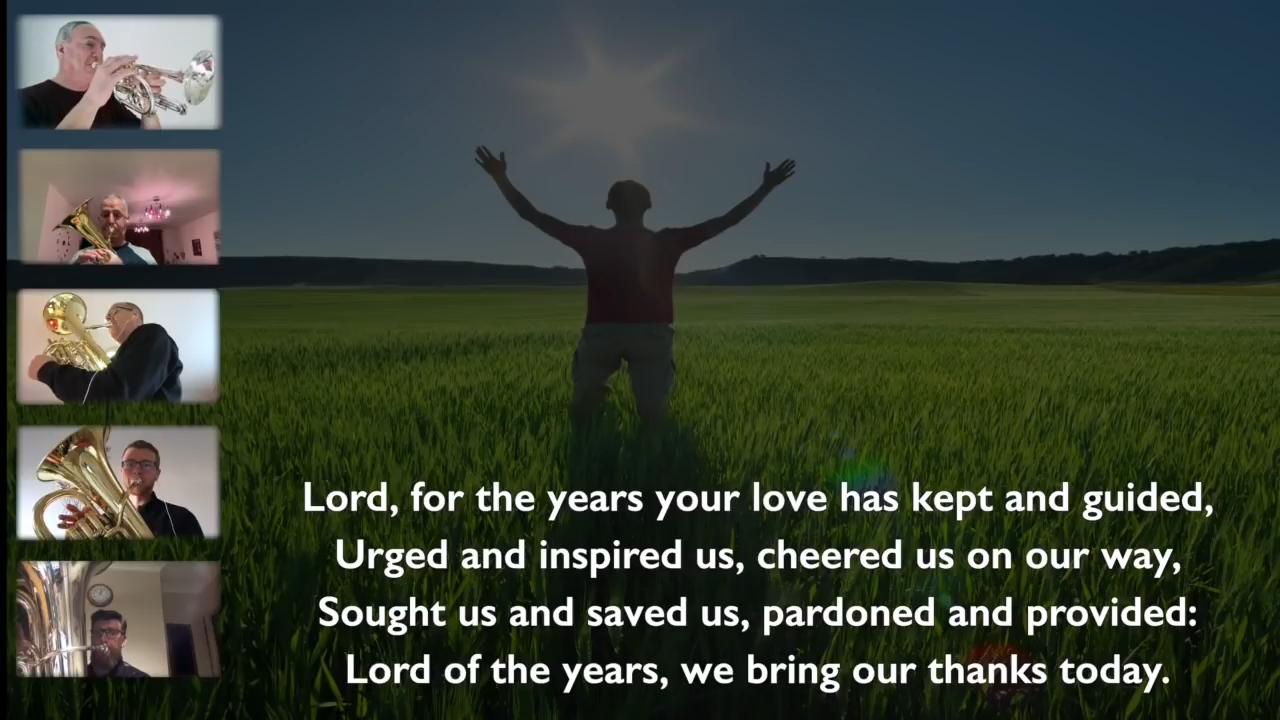 Lord, for the years your love has kept and guided,
Urged and inspired us, cheered us on our way,
Sought us and saved us, pardoned and provided:
Lord of the years, we bring our thanks today.